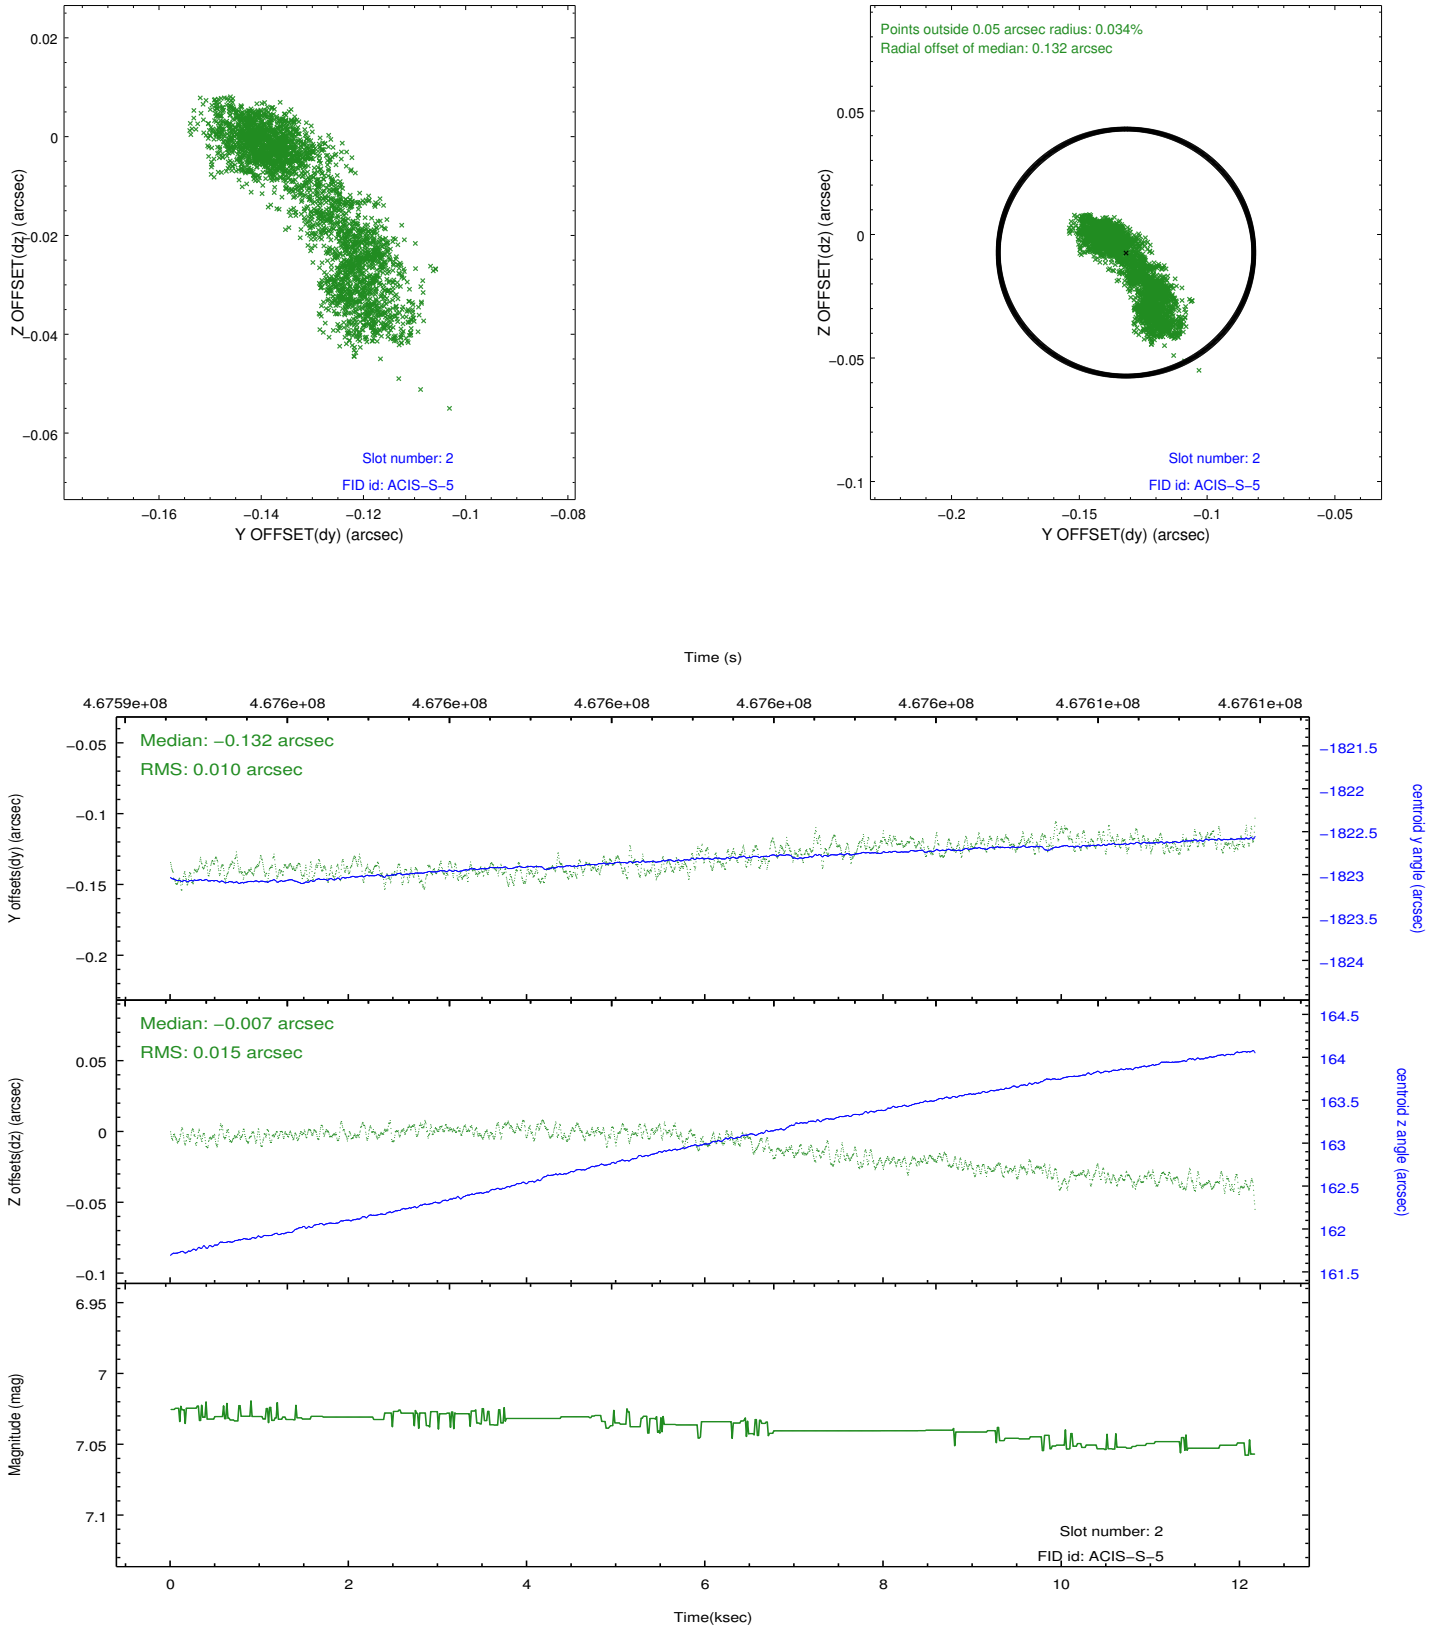 0.02
0
−0.02
−0.04
−0.06
Z OFFSET(dz) (arcsec)
Slot number: 2
FID id: ACIS−S−5
−0.16
−0.14
−0.12
−0.1
−0.08
Y OFFSET(dy) (arcsec)
Points outside 0.05 arcsec radius: 0.034%
Radial offset of median: 0.132 arcsec
0.05
0
−0.05
−0.1
Z OFFSET(dz) (arcsec)
Slot number: 2
FID id: ACIS−S−5
−0.2
−0.15
−0.1
−0.05
Y OFFSET(dy) (arcsec)
Time (s)
4.6759e+08
4.676e+08
4.676e+08
4.676e+08
4.676e+08
4.676e+08
4.6761e+08
4.6761e+08
Median: −0.132 arcsec
RMS: 0.010 arcsec
−0.05
−0.1
−0.15
−0.2
Y offsets(dy) (arcsec)
−1821.5
−1822
−1822.5
−1823
−1823.5
−1824
centroid y angle (arcsec)
Median: −0.007 arcsec
RMS: 0.015 arcsec
0.05
0
−0.05
−0.1
Z offsets(dz) (arcsec)
164.5
164
163.5
163
162.5
162
161.5
centroid z angle (arcsec)
6.95
7
7.05
7.1
Magnitude (mag)
Slot number: 2
FID id: ACIS−S−5
0
2
4
6
8
10
12
Time(ksec)